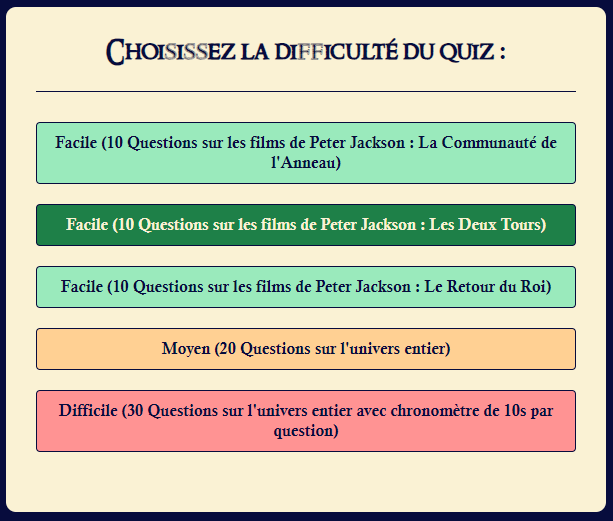 Choisissez la difficulté du quiz :
Facile (10 Questions sur les films de Peter Jackson : La Communauté de
l'Anneau)
Facile (10 Questions sur les films de Peter Jackson : Les Deux Tours)
Facile (10 Questions sur les films de Peter Jackson : Le Retour du Roi)
Moyen (20 Questions sur l'univers entier)
Difficile (30 Questions sur l'univers entier avec chronomètre de 10s par
question)